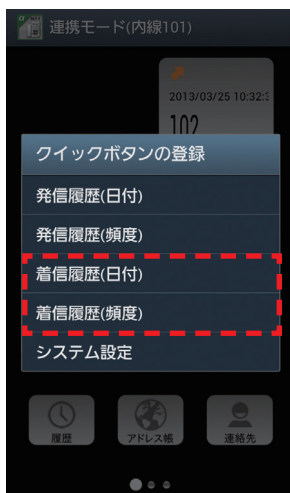 連携モード(内線101)
2013/03/25 10:32:3
102
クイックボタンの登録
発信履歴(日付)
発信履歴(頻度)
着信履歴(日付)
着信履歴(頻度)
システム設定
履歴
アドレス帳
連絡先